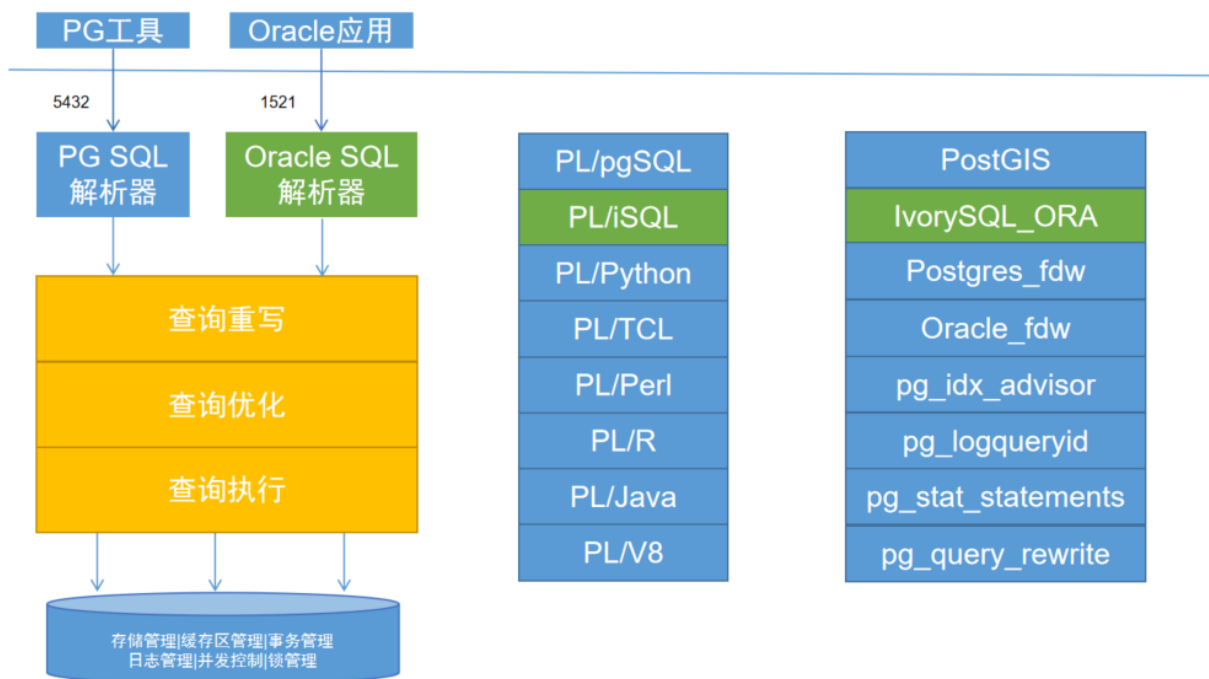 PG工具
Oracle应用
5432
1521
PG SQL
解析器
Oracle SQL
解析器
查询重写
查询优化
查询执行
存储管理|缓存区管理|事务管理
日志管理|并发控制|锁管理
PL/pgSQL
PL/iSQL
PL/Python
PL/TCL
PL/Perl
PL/R
PL/Java
PL/V8
PostGIS
IvorySQL_ORA
Postgres_fdw
Oracle_fdw
pg_idx_advisor
pg_logqueryid
pg_stat_statements
pg_query_rewrite